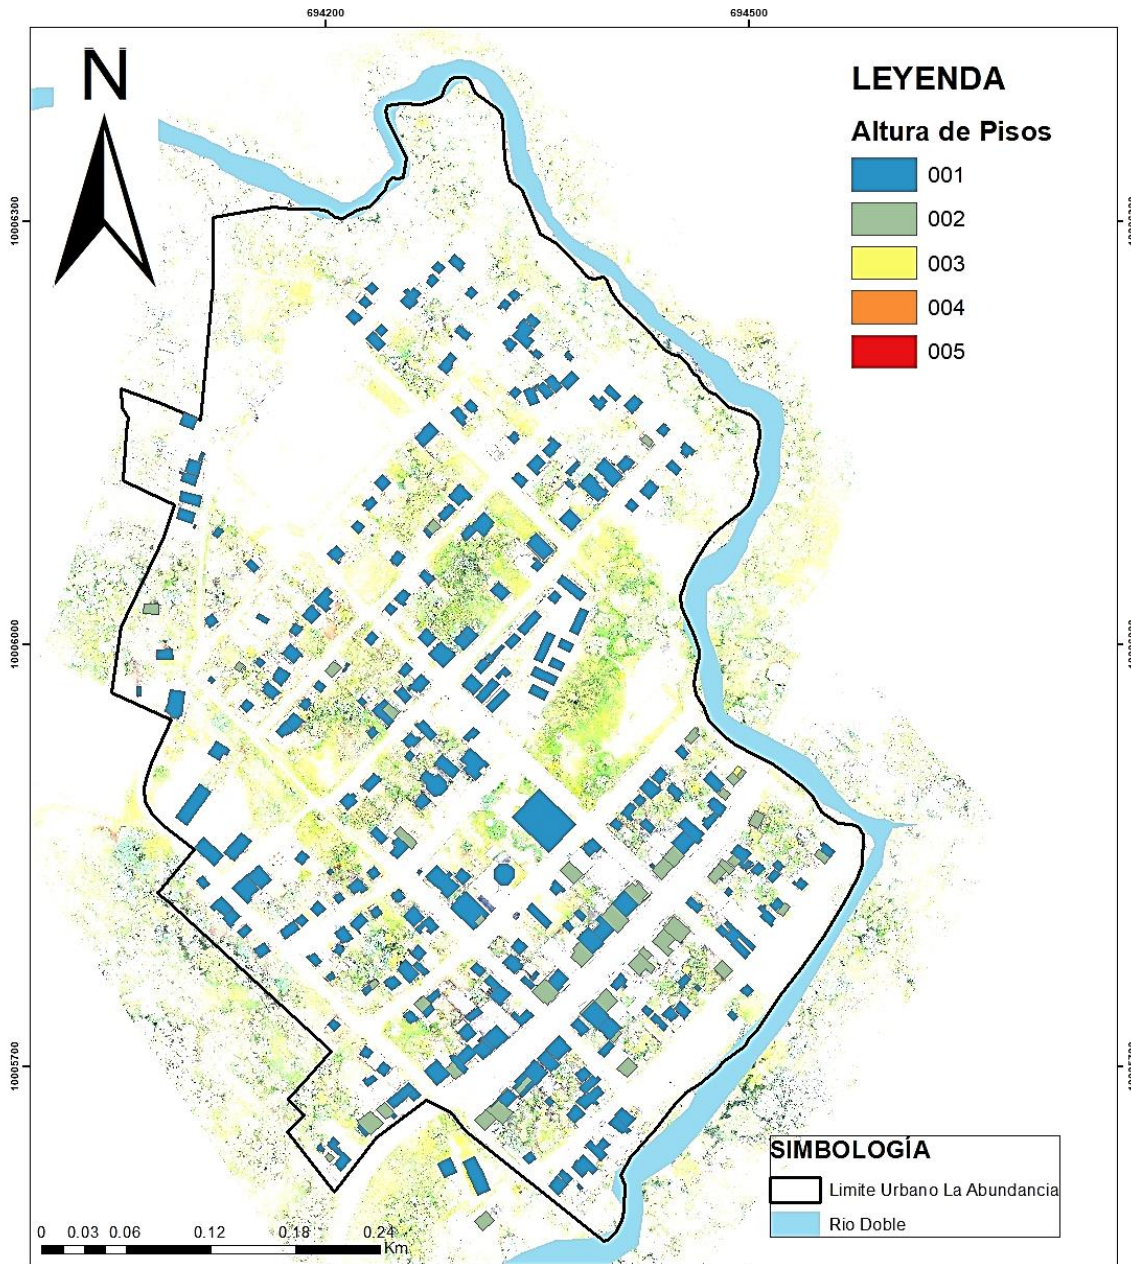 694200
694500
N
LEYENDA
Altura de Pisos
001
002
003
004
005
10006300
10006000
10005700
SIMBOLOGÍA
Limite Urbano La Abundancia
Rio Doble
0 0.03 0.06 0.12 0.18 0.24
Km